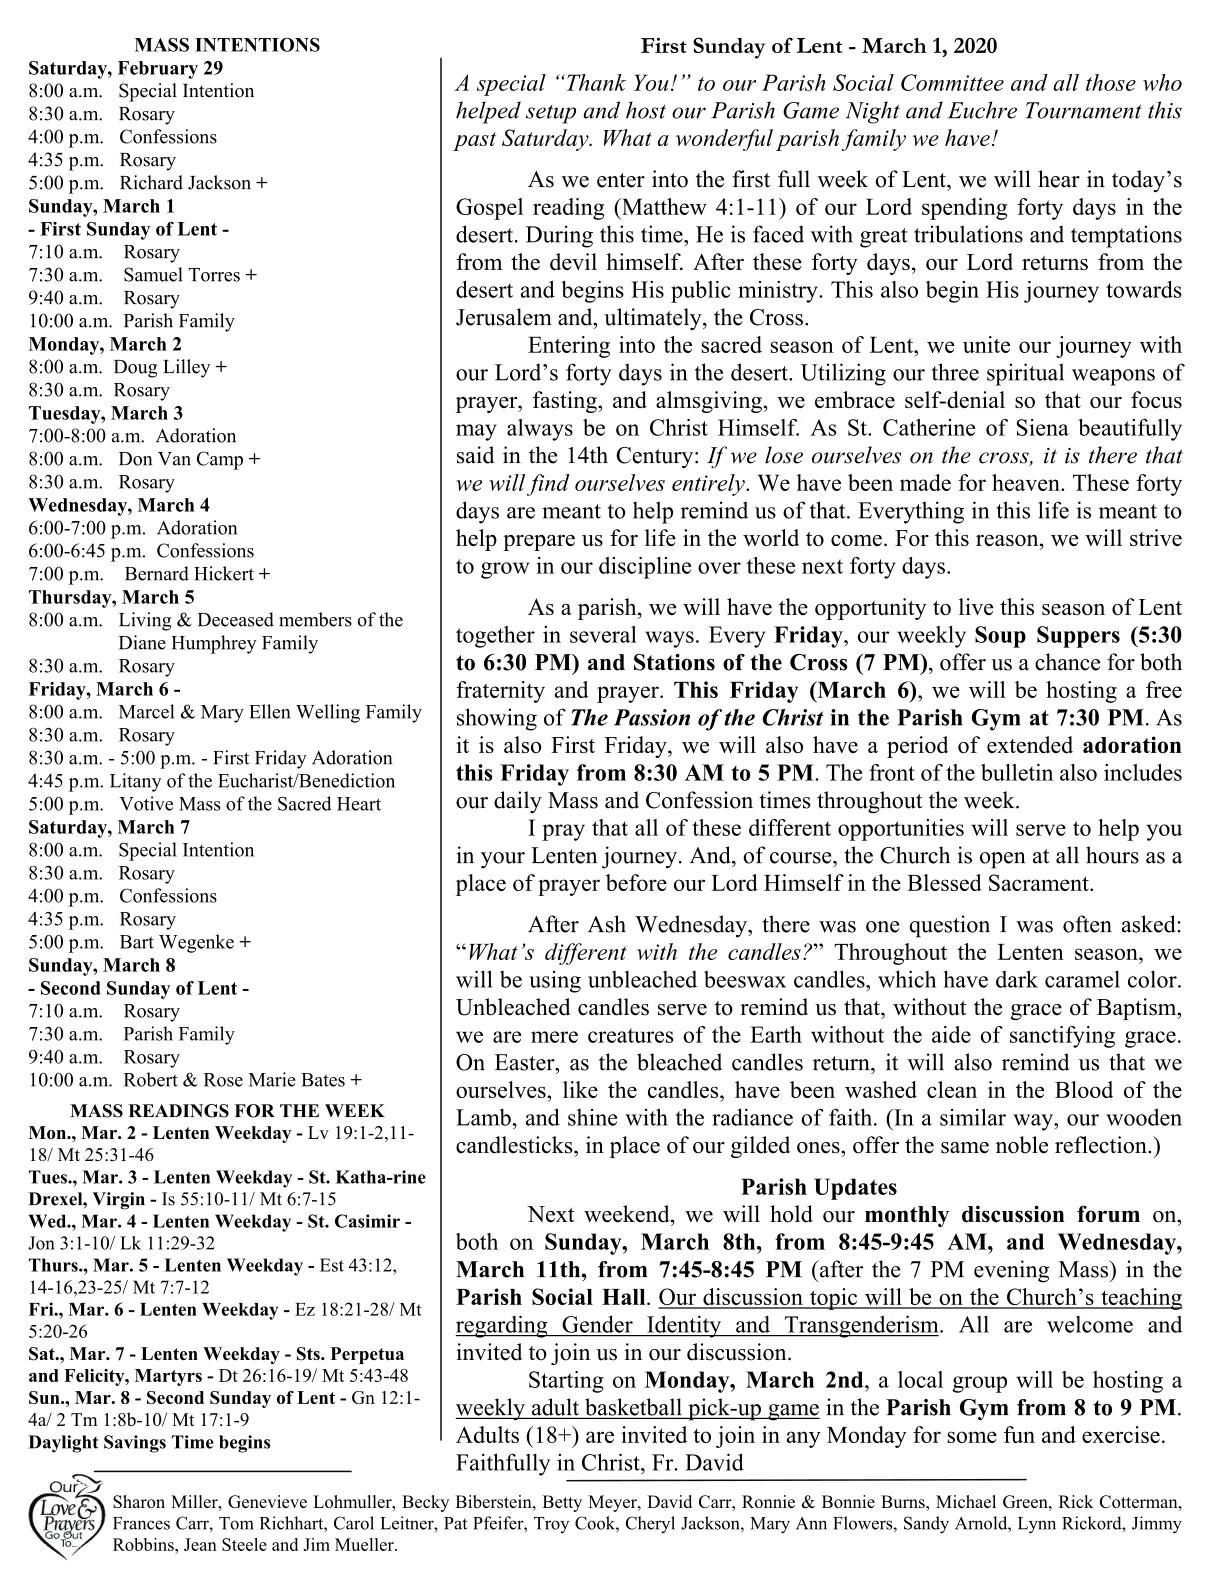 MASS INTENTIONS
Saturday, February 29
8:00 a.m. Special Intention
8:30 a.m. Rosary
4:00 p.m. Confessions
4:35 p.m. Rosary
5:00 p.m. Richard Jackson +
Sunday, March 1
- First Sunday of Lent -
7:10 a.m. Rosary
7:30 a.m. Samuel Torres +
9:40 a.m. Rosary
10:00 a.m. Parish Family
Monday, March 2
8:00 a.m. Doug Lilley +
8:30 a.m. Rosary
Tuesday, March 3
7:00-8:00 a.m. Adoration
8:00 a.m. Don Van Camp +
8:30 a.m. Rosary
Wednesday, March 4
6:00-7:00 p.m. Adoration
6:00-6:45 p.m. Confessions
7:00 p.m. Bernard Hickert +
Thursday, March 5
8:00 a.m. Living & Deceased members of the
Diane Humphrey Family
8:30 a.m. Rosary
Friday, March 6 -
8:00 a.m. Marcel & Mary Ellen Welling Family
8:30 a.m. Rosary
8:30 a.m. - 5:00 p.m. - First Friday Adoration
4:45 p.m. Litany of the Eucharist/Benediction
5:00 p.m. Votive Mass of the Sacred Heart
Saturday, March 7
8:00 a.m. Special Intention
8:30 a.m. Rosary
4:00 p.m. Confessions
4:35 p.m. Rosary
5:00 p.m. Bart Wegenke +
Sunday, March 8
- Second Sunday of Lent -
7:10 a.m. Rosary
7:30 a.m. Parish Family
9:40 a.m. Rosary
10:00 a.m. Robert & Rose Marie Bates +
MASS READINGS FOR THE WEEK
Mon., Mar. 2 - Lenten Weekday - Lv 19:1-2,11-
18/ Mt 25:31-46
Tues., Mar. 3 - Lenten Weekday - St. Katha-rine
Drexel, Virgin - Is 55:10-11/ Mt 6:7-15
Wed., Mar. 4 - Lenten Weekday - St. Casimir -
Jon 3:1-10/ Lk 11:29-32
Thurs., Mar. 5 - Lenten Weekday - Est 43:12,
14-16,23-25/ Mt 7:7-12
Fri., Mar. 6 - Lenten Weekday - Ez 18:21-28/ Mt
5:20-26
Sat., Mar. 7 - Lenten Weekday - Sts. Perpetua
and Felicity, Martyrs - Dt 26:16-19/ Mt 5:43-48
Sun., Mar. 8 - Second Sunday of Lent - Gn 12:1-
4a/ 2 Tm 1:8b-10/ Mt 17:1-9
Daylight Savings Time begins
First Sunday of Lent - March 1, 2020
A special “Thank You!” to our Parish Social Committee and all those who
helped setup and host our Parish Game Night and Euchre Tournament this
past Saturday. What a wonderful parish family we have!
As we enter into the first full week of Lent, we will hear in today’s
Gospel reading (Matthew 4:1-11) of our Lord spending forty days in the
desert. During this time, He is faced with great tribulations and temptations
from the devil himself. After these forty days, our Lord returns from the
desert and begins His public ministry. This also begin His journey towards
Jerusalem and, ultimately, the Cross.
Entering into the sacred season of Lent, we unite our journey with
our Lord’s forty days in the desert. Utilizing our three spiritual weapons of
prayer, fasting, and almsgiving, we embrace self-denial so that our focus
may always be on Christ Himself. As St. Catherine of Siena beautifully
said in the 14th Century: If we lose ourselves on the cross, it is there that
we will find ourselves entirely. We have been made for heaven. These forty
days are meant to help remind us of that. Everything in this life is meant to
help prepare us for life in the world to come. For this reason, we will strive
to grow in our discipline over these next forty days.
As a parish, we will have the opportunity to live this season of Lent
together in several ways. Every Friday, our weekly Soup Suppers (5:30
to 6:30 PM) and Stations of the Cross (7 PM), offer us a chance for both
fraternity and prayer. This Friday (March 6), we will be hosting a free
showing of The Passion of the Christ in the Parish Gym at 7:30 PM. As
it is also First Friday, we will also have a period of extended adoration
this Friday from 8:30 AM to 5 PM. The front of the bulletin also includes
our daily Mass and Confession times throughout the week.
I pray that all of these different opportunities will serve to help you
in your Lenten journey. And, of course, the Church is open at all hours as a
place of prayer before our Lord Himself in the Blessed Sacrament.
After Ash Wednesday, there was one question I was often asked:
“What’s different with the candles?” Throughout the Lenten season, we
will be using unbleached beeswax candles, which have dark caramel color.
Unbleached candles serve to remind us that, without the grace of Baptism,
we are mere creatures of the Earth without the aide of sanctifying grace.
On Easter, as the bleached candles return, it will also remind us that we
ourselves, like the candles, have been washed clean in the Blood of the
Lamb, and shine with the radiance of faith. (In a similar way, our wooden
candlesticks, in place of our gilded ones, offer the same noble reflection.)
Parish Updates
Next weekend, we will hold our monthly discussion forum on,
both on Sunday, March 8th, from 8:45-9:45 AM, and Wednesday,
March 11th, from 7:45-8:45 PM (after the 7 PM evening Mass) in the
Parish Social Hall. Our discussion topic will be on the Church’s teaching
regarding Gender Identity and Transgenderism. All are welcome and
invited to join us in our discussion.
Starting on Monday, March 2nd, a local group will be hosting a
weekly adult basketball pick-up game in the Parish Gym from 8 to 9 PM.
Adults (18+) are invited to join in any Monday for some fun and exercise.
Faithfully in Christ, Fr. David
Our
Love &
Prayers
Go Out
To...
Sharon Miller, Genevieve Lohmuller, Becky Biberstein, Betty Meyer, David Carr, Ronnie & Bonnie Burns, Michael Green, Rick Cotterman,
Frances Carr, Tom Richhart, Carol Leitner, Pat Pfeifer, Troy Cook, Cheryl Jackson, Mary Ann Flowers, Sandy Arnold, Lynn Rickord, Jimmy
Robbins, Jean Steele and Jim Mueller.